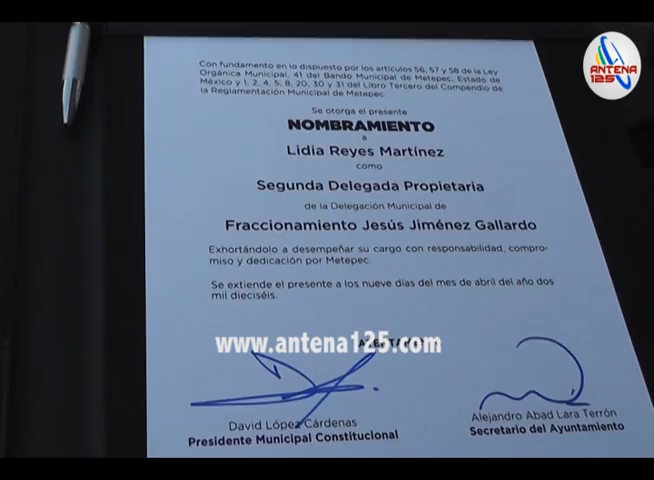 ANTENA
125
Con fundamento en lo dispuesto por los artículos 56, 57 y 58 de la Ley
Orgánica Municipal, 41 del Bando Municipal de Metepec, Estado de
México y 1, 2, 4, 5, 8, 20, 30 y 31 del Libro Tercero del Compendio de
la Reglamentación Municipal de Metepec.
Se otorga el presente
NOMBRAMIENTO
a
Lidia Reyes Martínez
como
Segunda Delegada Propietaria
de la Delegación Municipal de
Fraccionamiento Jesús Jiménez Gallardo
Exhortándolo a desempeñar su cargo con responsabilidad, compro-
miso y dedicación por Metepec.
Se extiende el presente a los nueve días del mes de abril del año dos
mil dieciséis.
www.antena125.com
David López Cárdenas
Presidente Municipal Constitucional
Alejandro Abad Lara Terrón
Secretario del Ayuntamiento